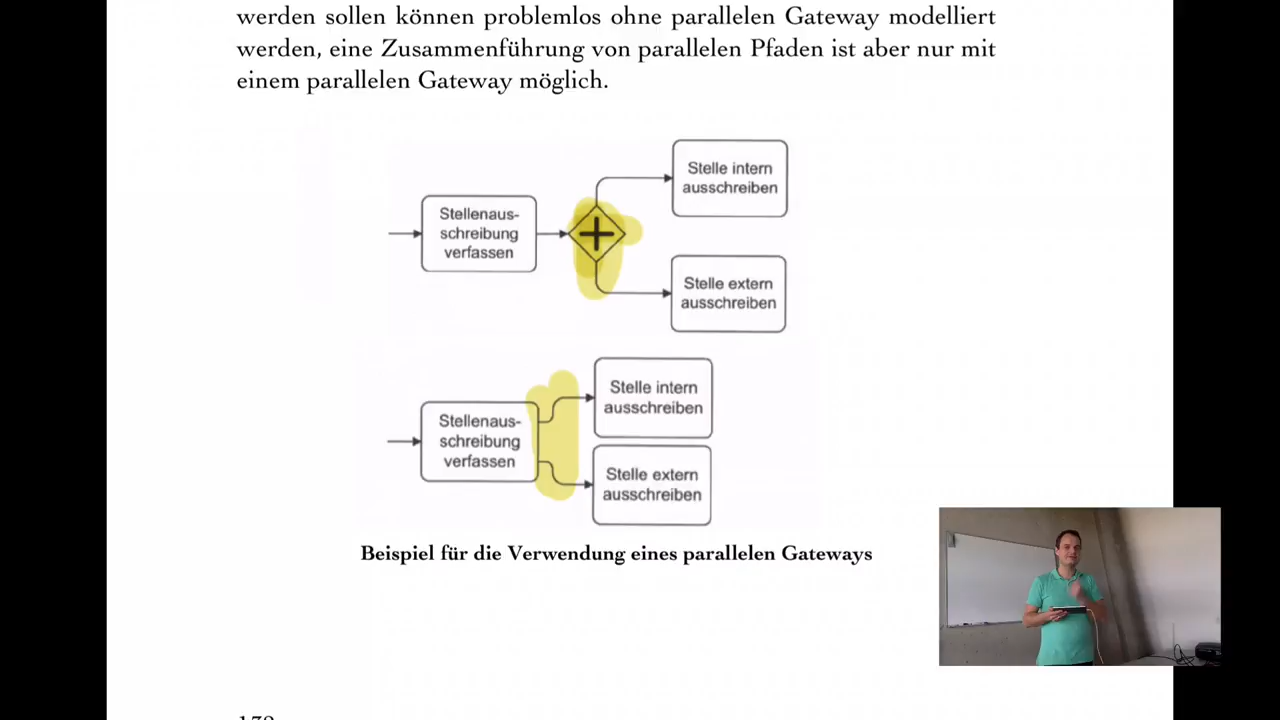 werden sollen können problemlos ohne parallelen Gateway modelliert
werden, eine Zusammenführung von parallelen Pfaden ist aber nur mit
einem parallelen Gateway möglich.
Stelle intern
ausschreiben
Stellenaus-
schreibung
verfassen
Stelle extern
ausschreiben
Stelle intern
ausschreiben
Stellenaus-
schreibung
verfassen
Stelle extern
ausschreiben
Beispiel für die Verwendung eines parallelen Gateways